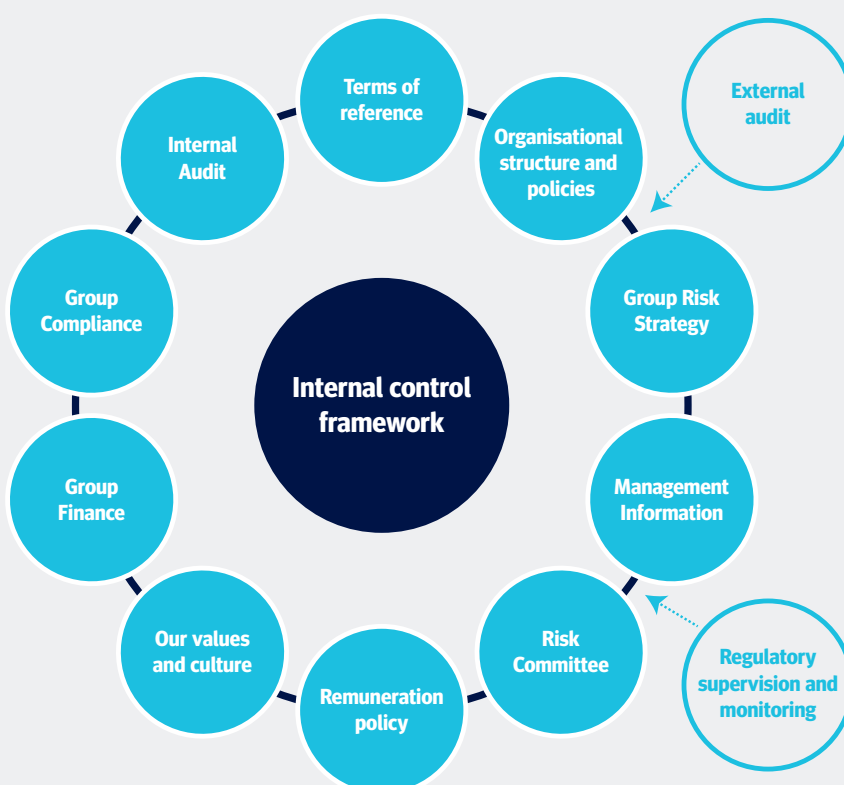 Terms of
reference
Organisational
structure and
policies
External
audit
Group Risk
Strategy
Management
Information
Regulatory
supervision and
monitoring
Risk
Committee
Remuneration
policy
Our values
and culture
Group
Finance
Group
Compliance
Internal
Audit
Internal control
framework